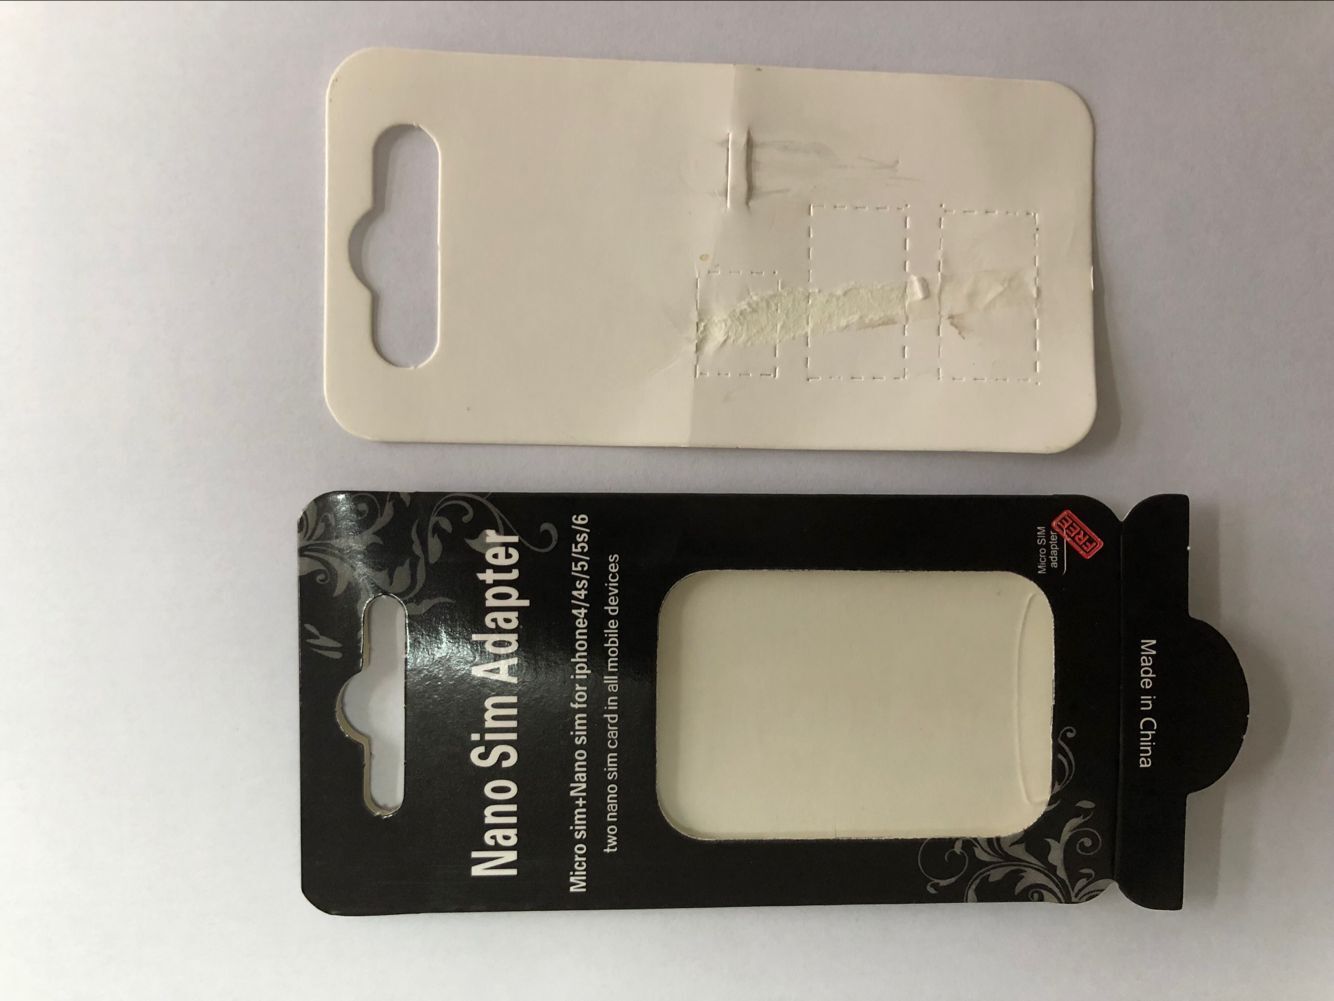 Nano Sim Adapter
Micro sim+Nano sim for iphone4/4s/5/5s/6
two nano sim card in all mobile devices
Micro SIM
adapter
FREE
Made in China